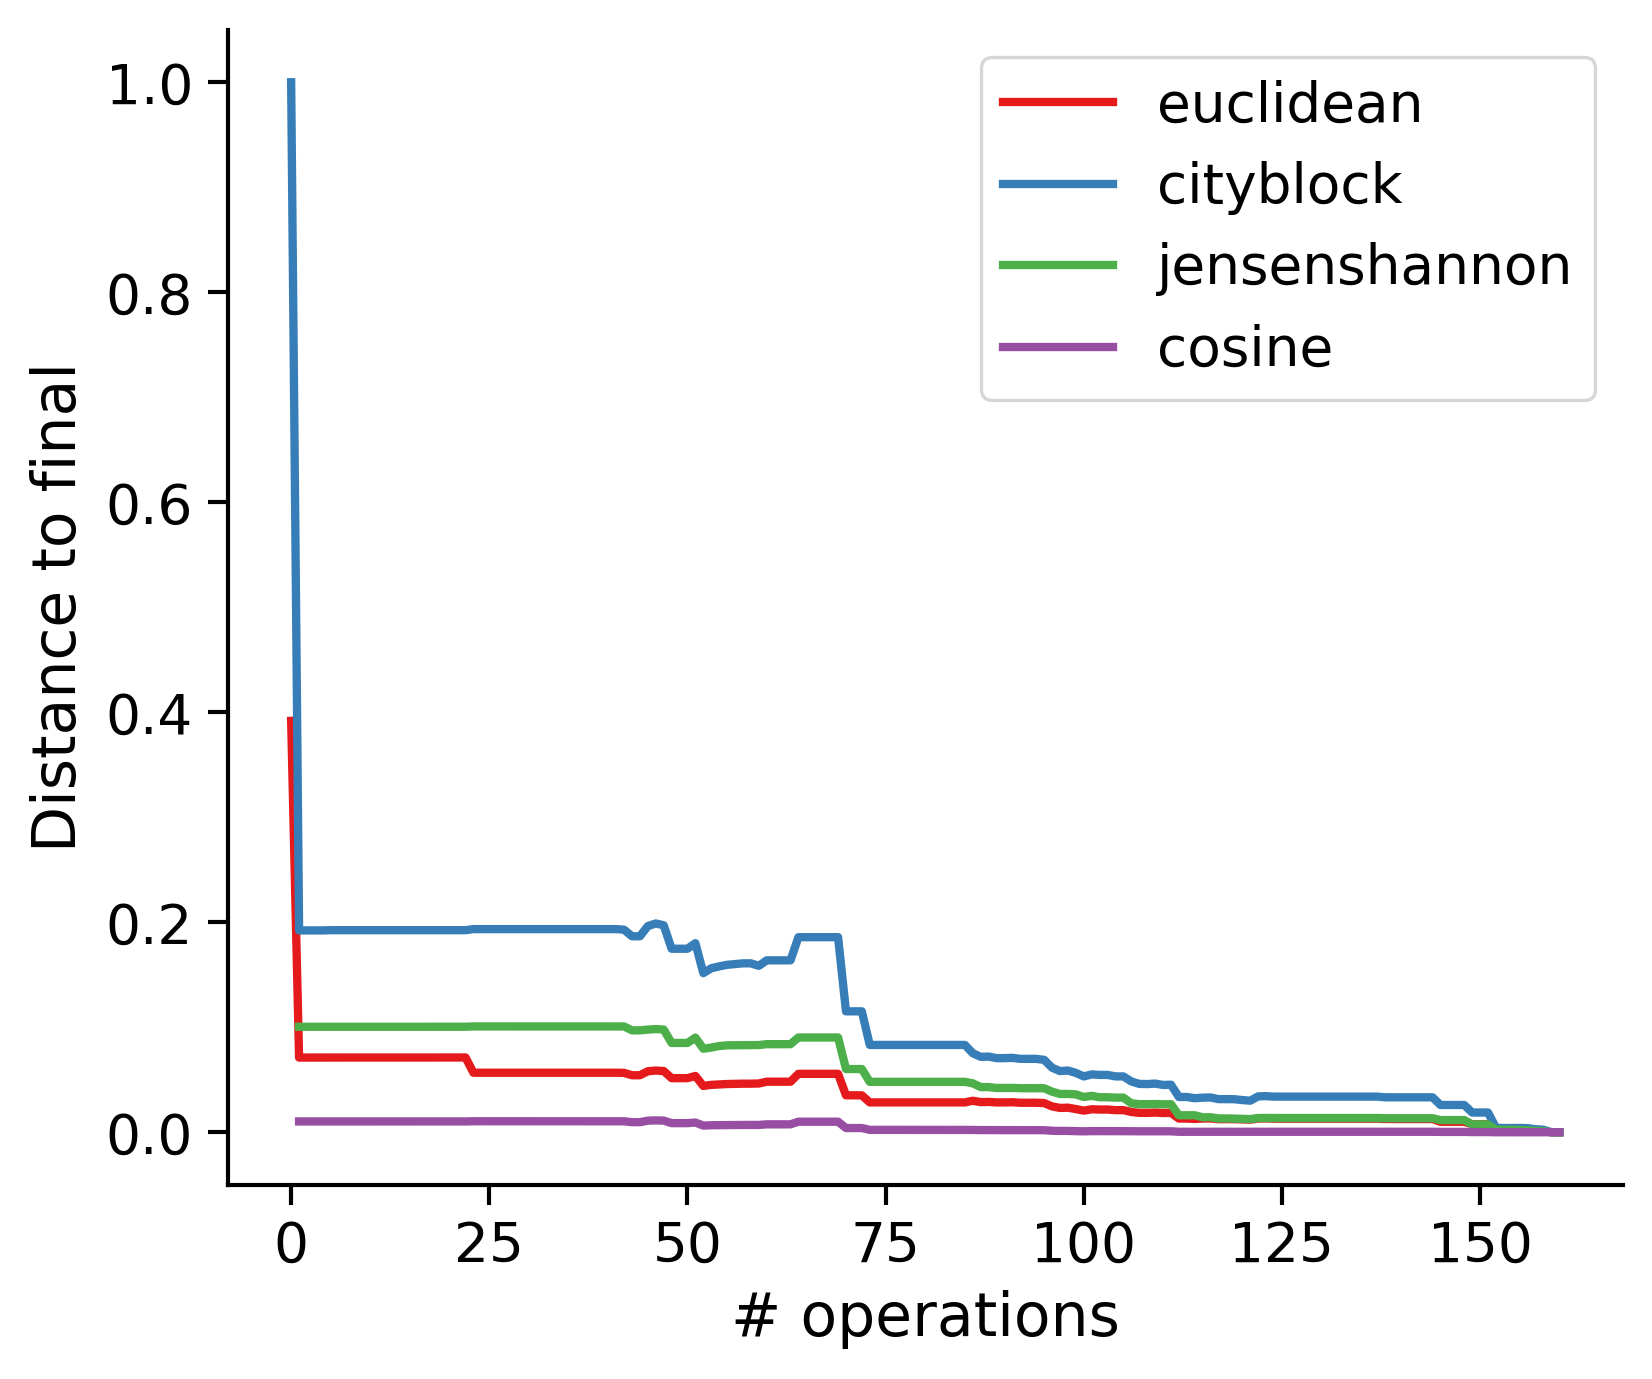 Distance to final
1.0
0.8
0.6
0.4
0.2
0.0
euclidean
cityblock
jensenshannon
cosine
0 25 50 75 100 125 150
# operations